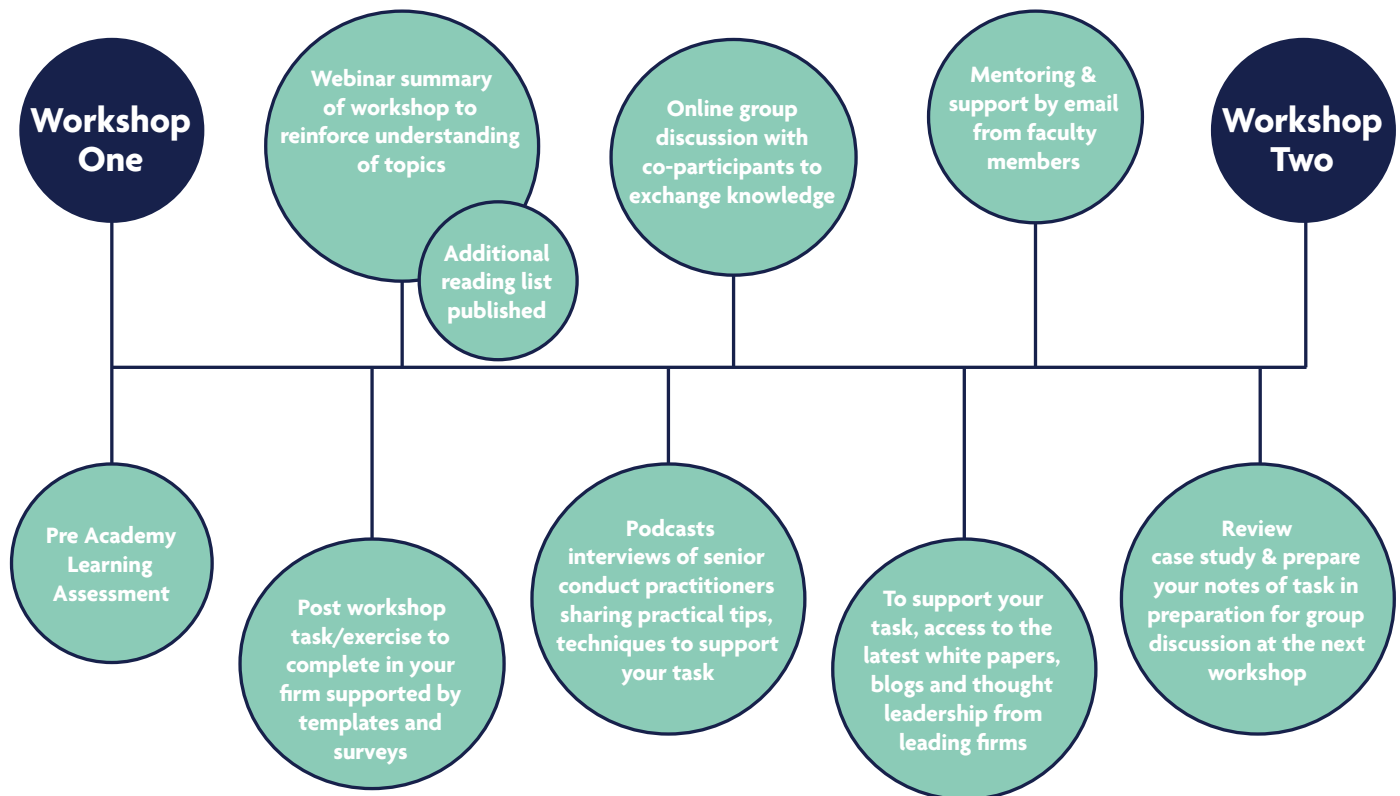 Workshop
One
Webinar summary
of workshop to
reinforce understanding
of topics
Additional
reading list
published
Online group
discussion with
co-participants to
exchange knowledge
Mentoring &
support by email
from faculty
members
Workshop
Two
Pre Academy
Learning
Assessment
Post workshop
task/exercise to
complete in your
firm supported by
templates and
surveys
Podcasts
interviews of senior
conduct practitioners
sharing practical tips,
techniques to support
your task
To support your
task, access to the
latest white papers,
blogs and thought
leadership from
leading firms
Review
case study & prepare
your notes of task in
preparation for group
discussion at the next
workshop